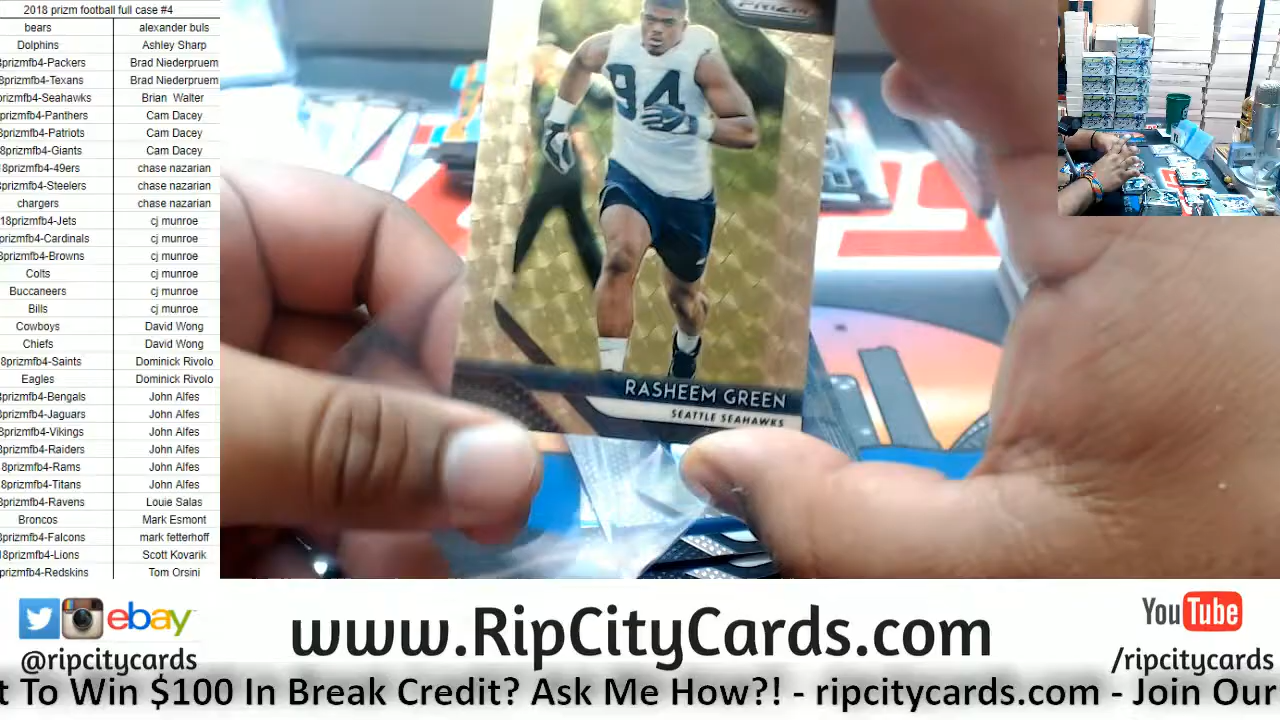 2018 prizm football full case #4
bears alexander buls
Dolphins Ashley Sharp
8prizmfb4-Packers Brad Niederpruem
8prizmfb4-Texans Brad Niederpruem
prizmfb4-Seahawks Brian Walter
prizmfb4-Panthers Cam Dacey
prizmfb4-Patriots Cam Dacey
8prizmfb4-Giants Cam Dacey
18prizmfb4-49ers chase nazarian
prizmfb4-Steelers chase nazarian
chargers chase nazarian
18prizmfb4-Jets cj munroe
prizmfb4-Cardinals cj munroe
8prizmfb4-Browns cj munroe
Colts cj munroe
Buccaneers cj munroe
Bills cj munroe
Cowboys David Wong
Chiefs David Wong
8prizmfb4-Saints Dominick Rivolo
Eagles Dominick Rivolo
8prizmfb4-Bengals John Alfes
8prizmfb4-Jaguars John Alfes
8prizmfb4-Vikings John Alfes
8prizmfb4-Raiders John Alfes
8prizmfb4-Rams John Alfes
8prizmfb4-Titans John Alfes
8prizmfb4-Ravens Louie Salas
Broncos Mark Esmont
8prizmfb4-Falcons mark fetterhoff
18prizmfb4-Lions Scott Kovarik
prizmfb4-Redskins Tom Orsini
PRIZM
94
RASHEEM GREEN
SEATTLE SEAHAWKS
ebay
@ripcitycards
www.RipCityCards.com
YouTube
/ripcitycards
t To Win $100 In Break Credit? Ask Me How?! - ripcitycards.com - Join Our